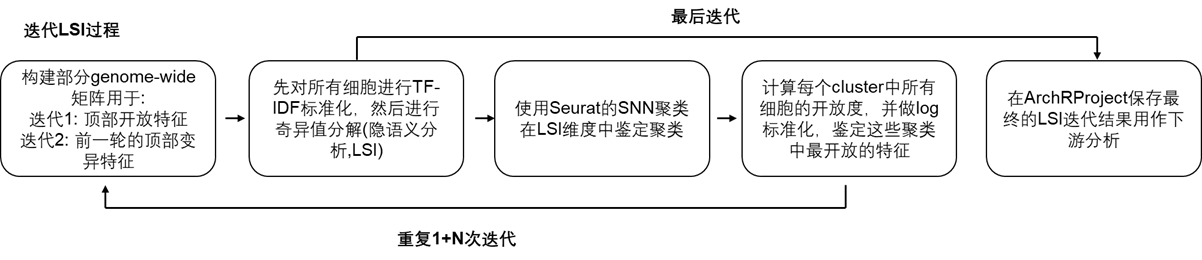 最后迭代
迭代LSI过程
构建部分genome-wide
矩阵用于:
迭代1: 顶部开放特征
迭代2: 前一轮的顶部变
异特征
先对所有细胞进行TF-
IDF标准化，然后进行
奇异值分解(隐语义分
析,LSI)
使用Seurat的SNN聚类
在LSI维度中鉴定聚类
计算每个cluster中所有
细胞的开放度，并做log
标准化，鉴定这些聚类
中最开放的特征
在ArchRProject保存最
终的LSI迭代结果用作下
游分析
重复1+N次迭代